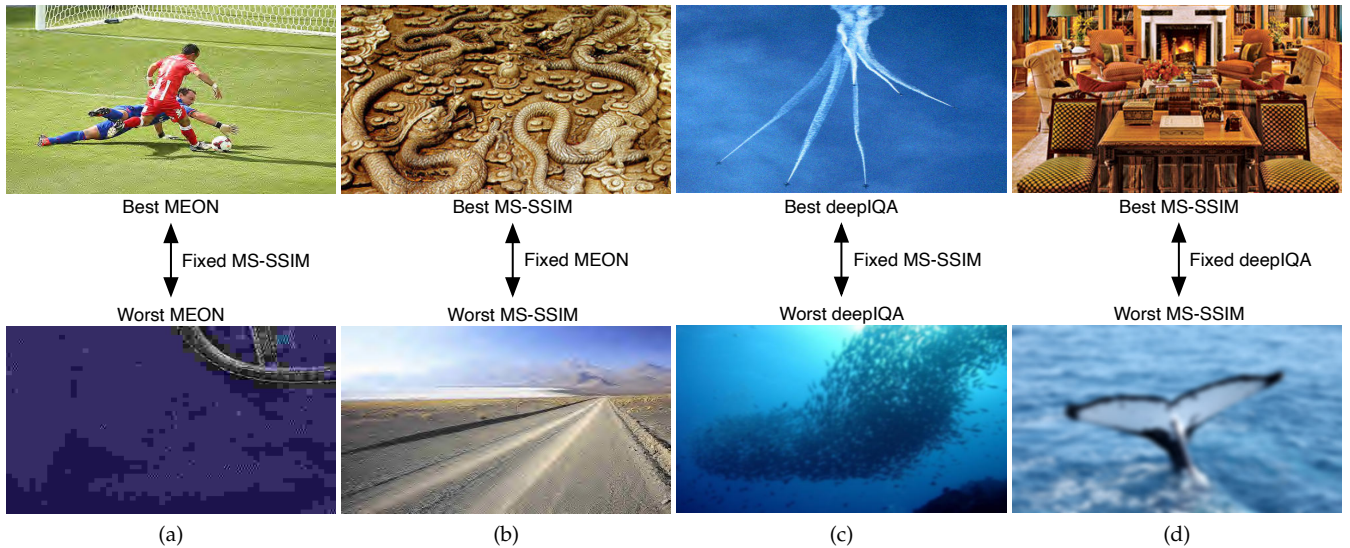 Best MEON
Best MS-SSIM
Best deepIQA
Best MS-SSIM
Fixed MS-SSIM
Fixed MEON
Fixed MS-SSIM
Fixed deepIQA
Worst MEON
Worst MS-SSIM
Worst deepIQA
Worst MS-SSIM
(a)
(b)
(c)
(d)